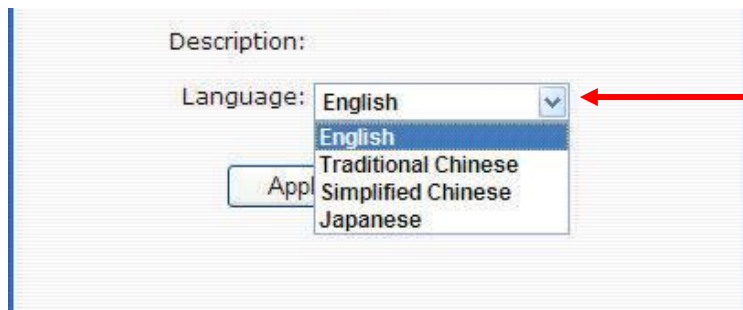 Description:
Language: English
English
Traditional Chinese
Simplified Chinese
Japanese